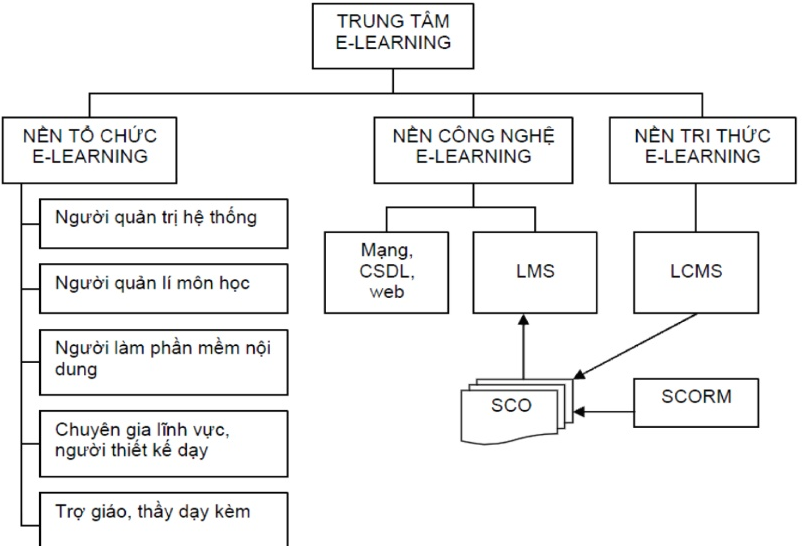 TRUNG TÂM
E-LEARNING
NỀN TỔ CHỨC
E-LEARNING
NỀN CÔNG NGHỆ
E-LEARNING
NỀN TRI THỨC
E-LEARNING
Người quản trị hệ thống
Người quản lí môn học
Người làm phần mềm nội
dung
Chuyên gia lĩnh vực,
người thiết kế dạy
Trợ giáo, thầy dạy kèm
Mạng,
CSDL,
web
LMS
LCMS
SCO
SCORM